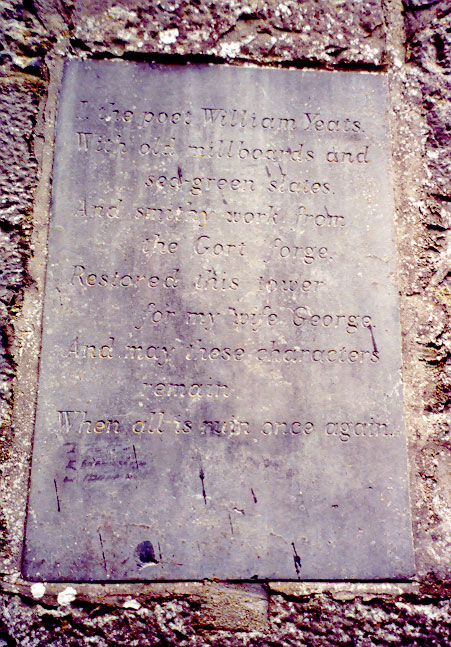 I the poet William Yeats.
With old millboards and
sea-green slates.
And smithy work from
the Gort forge.
Restored this tower
for my wife George.
And may these characters
remain
When all is ruin once again.